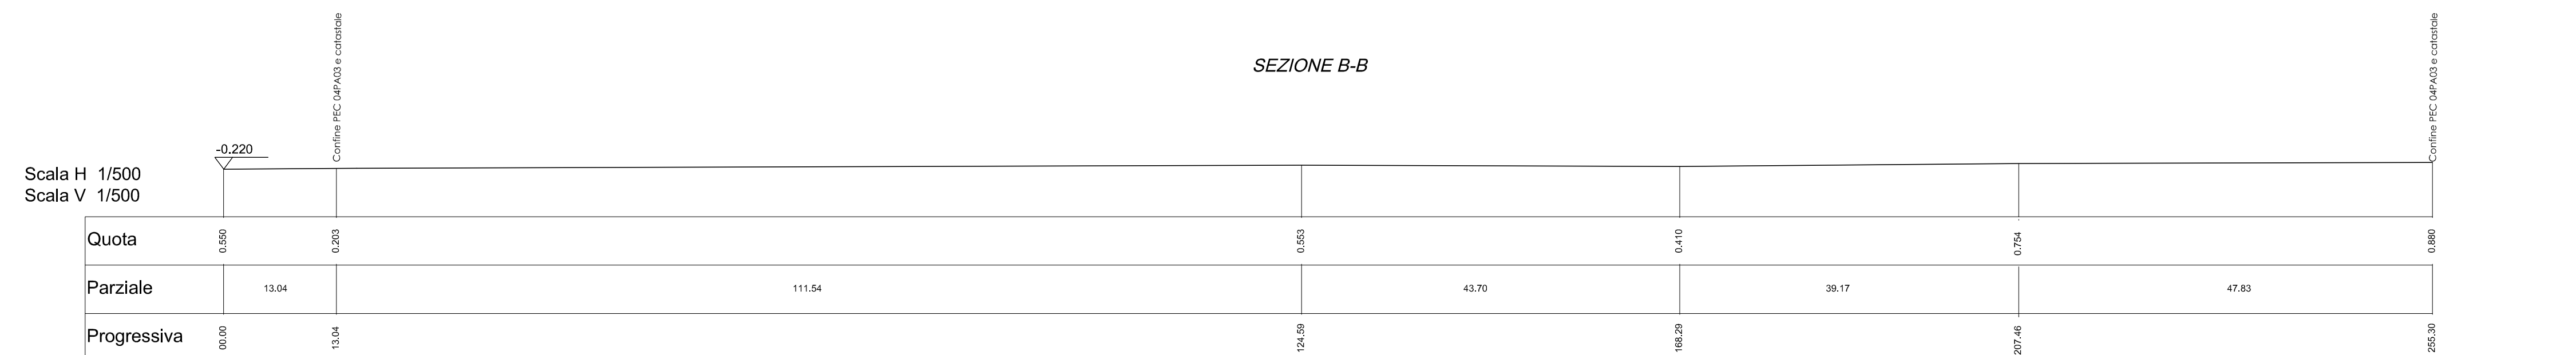 Confine PEC 04PA03 e catastale
Confine PEC 04PA03 e catastale
SEZIONE B-B
-0.220
Scala H 1/500
Scala V 1/500
Quota 0.550 0.203 0.553 0.410 0.754 0.880
Parziale 13.04 111.54 43.70 39.17 47.83
Progressiva 00.00 13.04 124.59 168.29 207.46 255.30